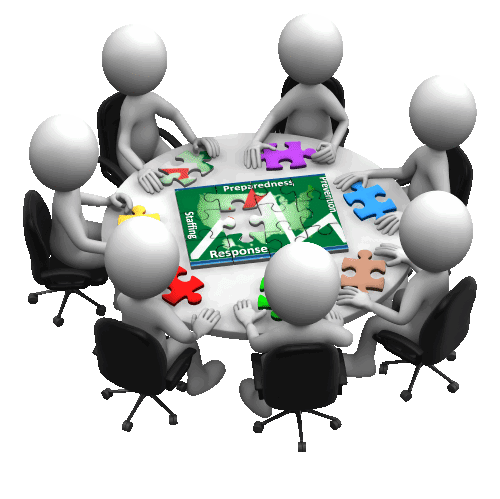 Preparedness,
Prevention
Staffing
Response